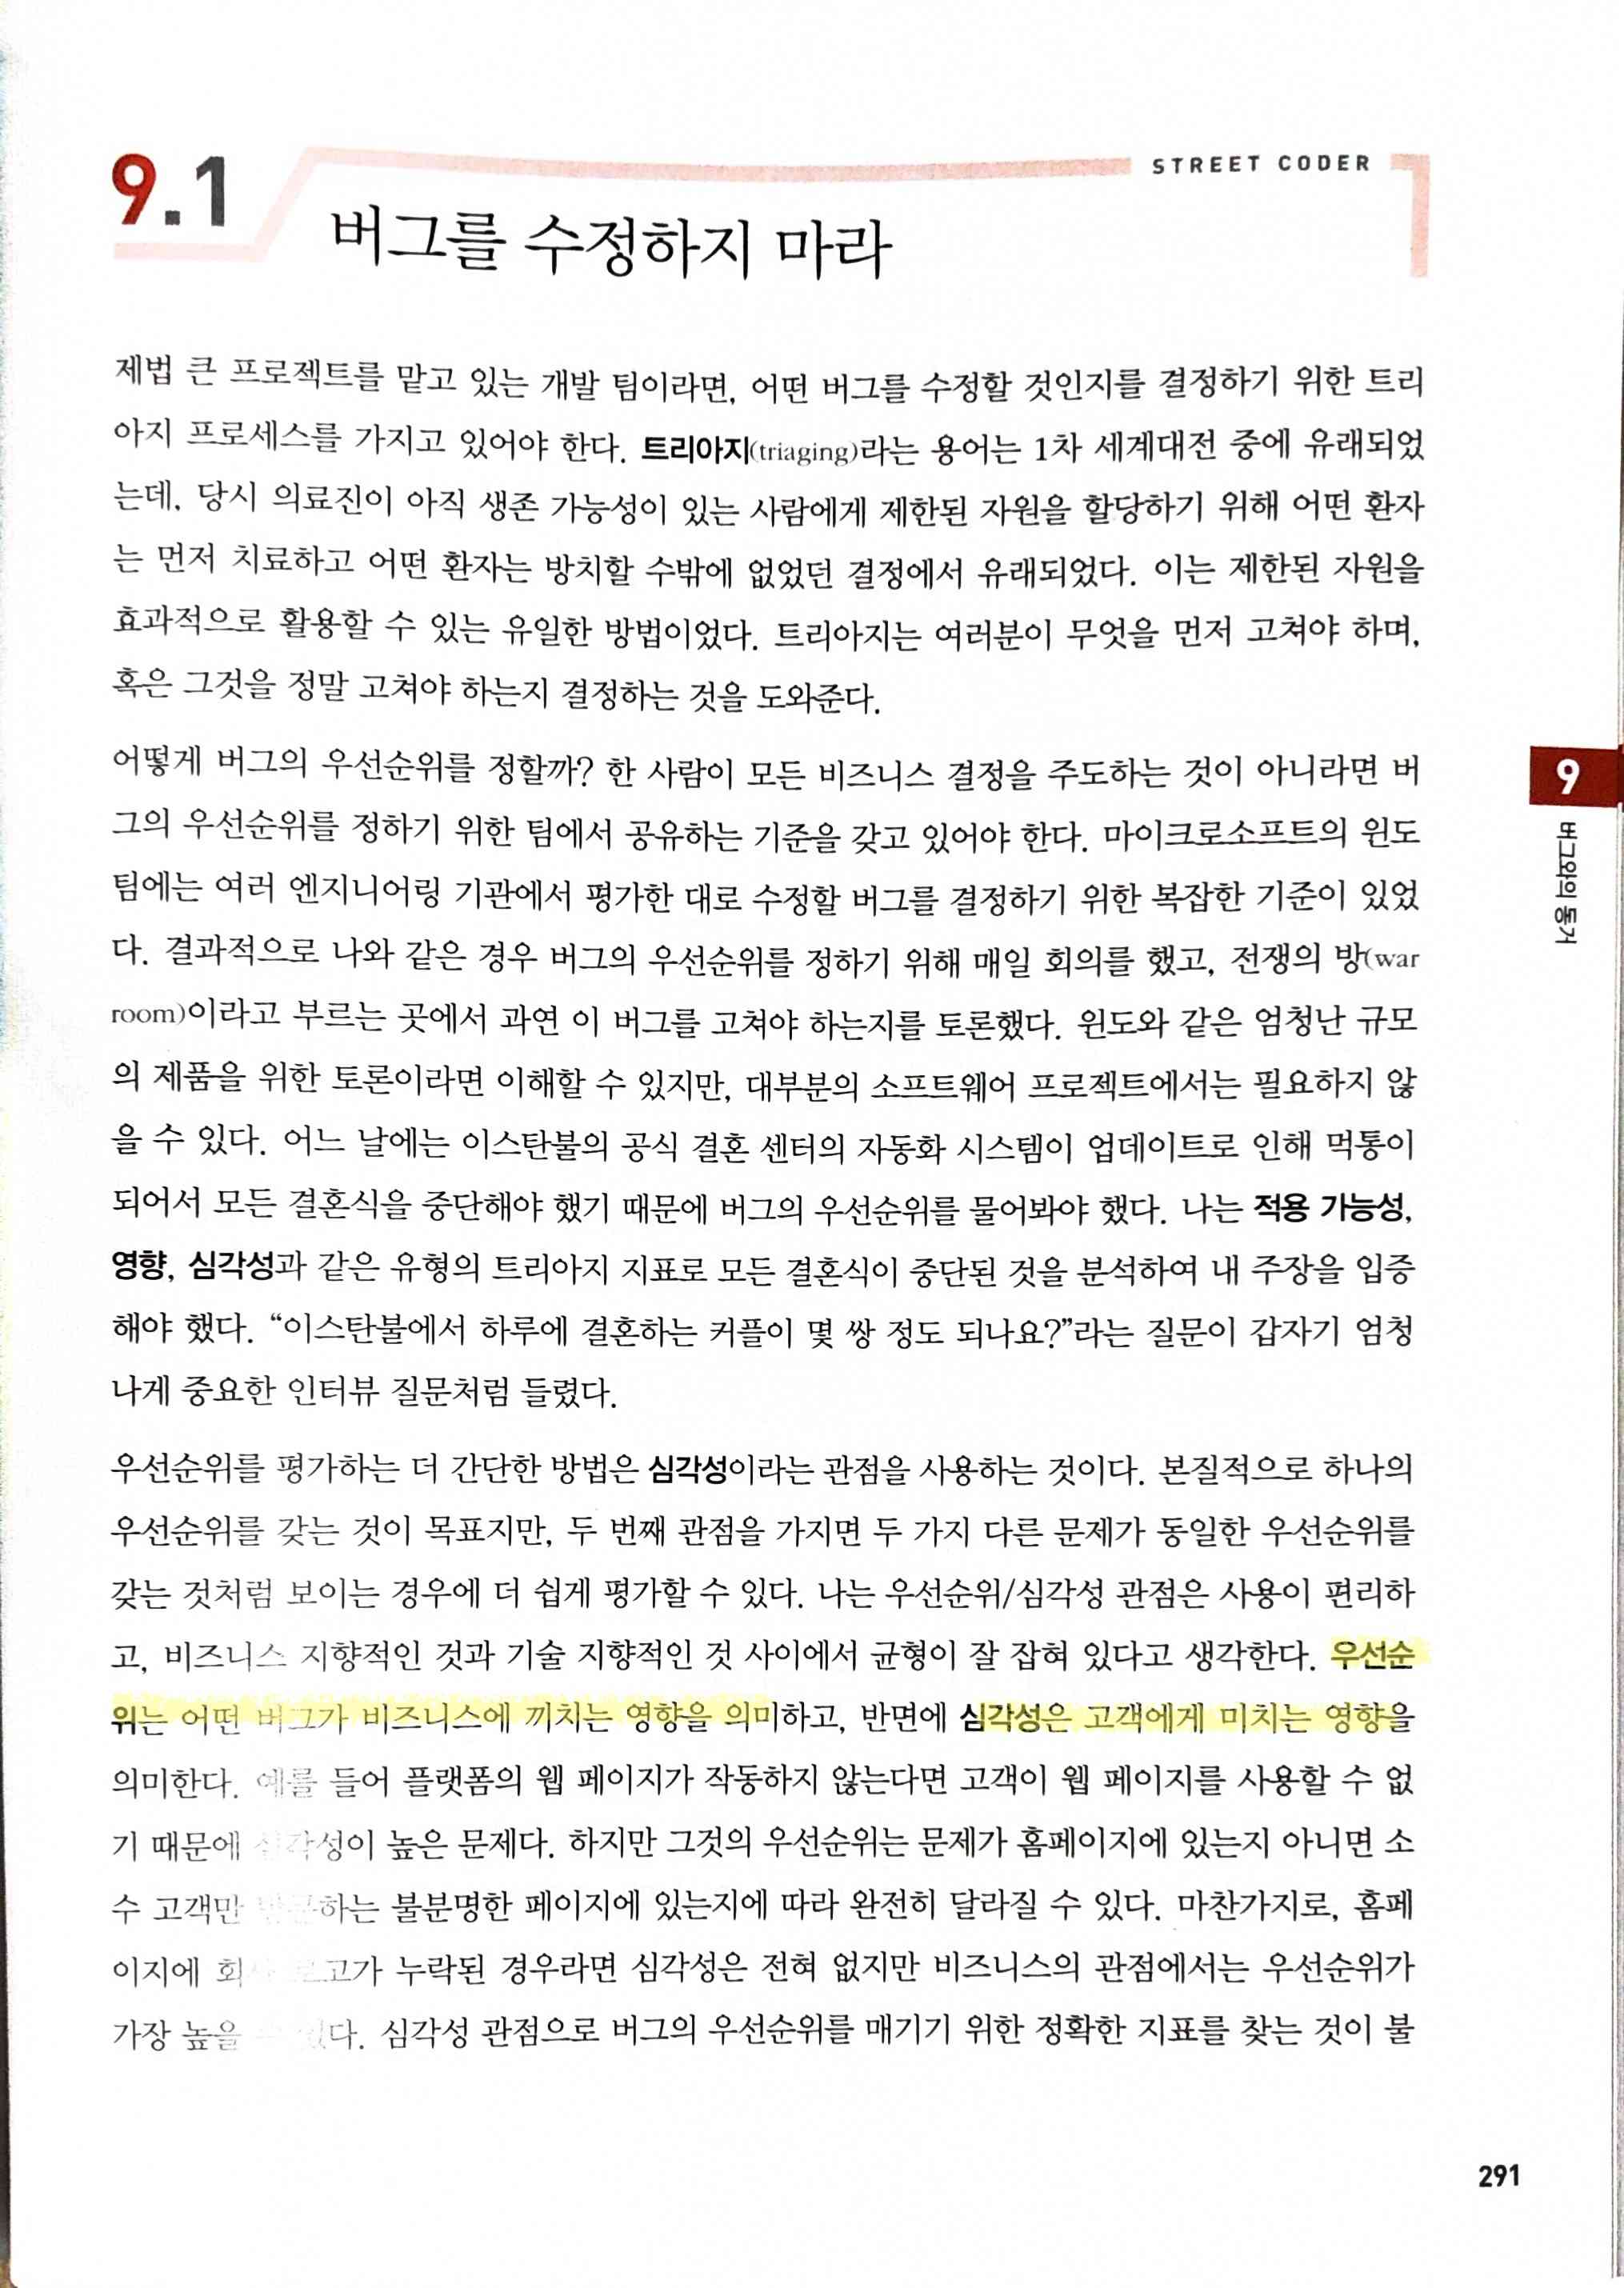 9.1
STREET CODER
버그를 수정하지 마라
제법 큰 프로젝트를 맡고 있는 개발 팀이라면, 어떤 버그를 수정할 것인지를 결정하기 위한 트리
아지 프로세스를 가지고 있어야 한다. 트리아지(triaging)라는 용어는 1차 세계대전 중에 유래되었
는데, 당시 의료진이 아직 생존 가능성이 있는 사람에게 제한된 자원을 할당하기 위해 어떤 환자
는 먼저 치료하고 어떤 환자는 방치할 수밖에 없었던 결정에서 유래되었다. 이는 제한된 자원을
효과적으로 활용할 수 있는 유일한 방법이었다. 트리아지는 여러분이 무엇을 먼저 고쳐야 하며,
혹은 그것을 정말 고쳐야 하는지 결정하는 것을 도와준다.
어떻게 버그의 우선순위를 정할까? 한 사람이 모든 비즈니스 결정을 주도하는 것이 아니라면 버
그의 우선순위를 정하기 위한 팀에서 공유하는 기준을 갖고 있어야 한다. 마이크로소프트의 윈도
팀에는 여러 엔지니어링 기관에서 평가한 대로 수정할 버그를 결정하기 위한 복잡한 기준이 있었
다. 결과적으로 나와 같은 경우 버그의 우선순위를 정하기 위해 매일 회의를 했고, 전쟁의 방(war
room)이라고 부르는 곳에서 과연 이 버그를 고쳐야 하는지를 토론했다. 윈도와 같은 엄청난 규모
의 제품을 위한 토론이라면 이해할 수 있지만, 대부분의 소프트웨어 프로젝트에서는 필요하지 않
을 수 있다. 어느 날에는 이스탄불의 공식 결혼 센터의 자동화 시스템이 업데이트로 인해 먹통이
되어서 모든 결혼식을 중단해야 했기 때문에 버그의 우선순위를 물어봐야 했다. 나는 적용 가능성,
영향, 심각성과 같은 유형의 트리아지 지표로 모든 결혼식이 중단된 것을 분석하여 내 주장을 입증
해야 했다. “이스탄불에서 하루에 결혼하는 커플이 몇 쌍 정도 되나요?”라는 질문이 갑자기 엄청
나게 중요한 인터뷰 질문처럼 들렸다.
우선순위를 평가하는 더 간단한 방법은 심각성이라는 관점을 사용하는 것이다. 본질적으로 하나의
우선순위를 갖는 것이 목표지만, 두 번째 관점을 가지면 두 가지 다른 문제가 동일한 우선순위를
갖는 것처럼 보이는 경우에 더 쉽게 평가할 수 있다. 나는 우선순위/심각성 관점은 사용이 편리하
고, 비즈니스 지향적인 것과 기술 지향적인 것 사이에서 균형이 잘 잡혀 있다고 생각한다. 우선순
위는 어떤 버그가 비즈니스에 끼치는 영향을 의미하고, 반면에 심각성은 고객에게 미치는 영향을
의미한다. 예를 들어 플랫폼의 웹 페이지가 작동하지 않는다면 고객이 웹 페이지를 사용할 수 없
기 때문에 심각성이 높은 문제다. 하지만 그것의 우선순위는 문제가 홈페이지에 있는지 아니면 소
수 고객만 불분명한 페이지에 있는지에 따라 완전히 달라질 수 있다. 마찬가지로, 홈페
이지에 누락된 경우라면 심각성은 전혀 없지만 비즈니스의 관점에서는 우선순위가
가장 높을 심각성 관점으로 버그의 우선순위를 매기기 위한 정확한 지표를 찾는 것이 불
9
버그와의 동거
291